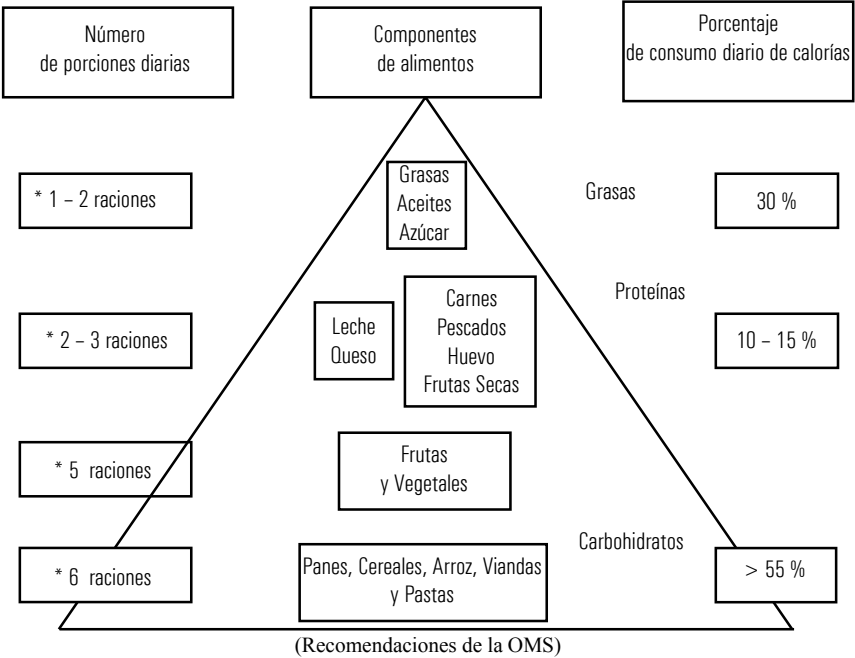 Número
de porciones diarias
Componentes
de alimentos
Porcentaje
de consumo diario de calorías
* 1 – 2 raciones
Grasas
Aceites
Azúcar
Grasas
30 %
* 2 – 3 raciones
Leche
Queso
Carnes
Pescados
Huevo
Frutas Secas
Proteínas
10 – 15 %
* 5 raciones
Frutas
y Vegetales
* 6 raciones
Panes, Cereales, Arroz, Viandas
y Pastas
Carbohidratos
> 55 %
(Recomendaciones de la OMS)